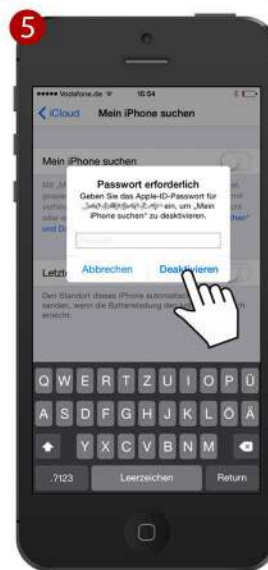 5
Vodafone.de 15:54
iCloud Mein iPhone suchen
Mein iPhone suchen
Passwort erforderlich
Geben Sie das Apple-ID-Passwort für
ein, um „Mein
iPhone suchen“ zu deaktivieren.
Abbrechen Deaktivieren
Den Standort dieses iPhone automatisch
senden, wenn die Batterieladung den
erreicht.
Q W E R T Z U I O P Ü
A S D F G H J K L Ö Ä
Y X C V B N M
.?123 Leerzeichen Return